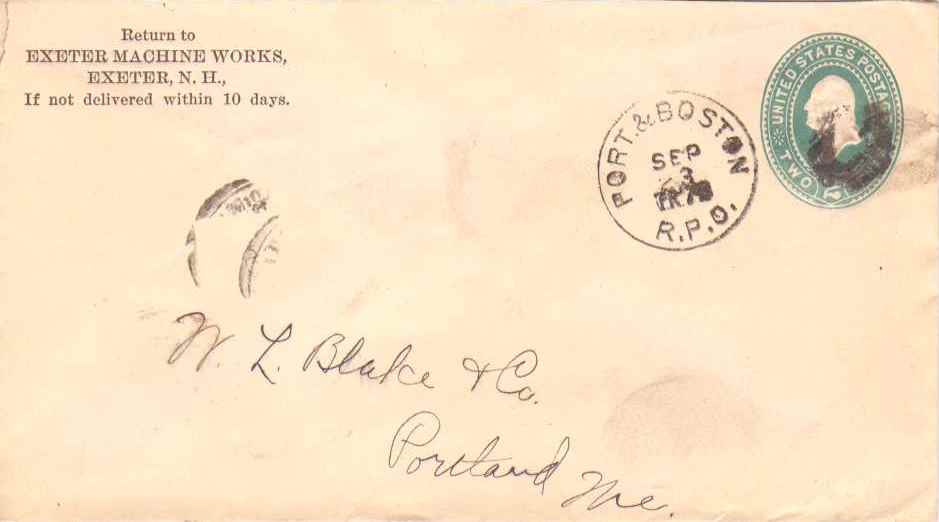 Return to
EXETER MACHINE WORKS,
EXETER, N. H.,
If not delivered within 10 days.
PORT. & BOSTON
SEP
3
R.P.O.
UNITED STATES POSTAGE
TWO
W. L. Blake & Co.
Portland Me.